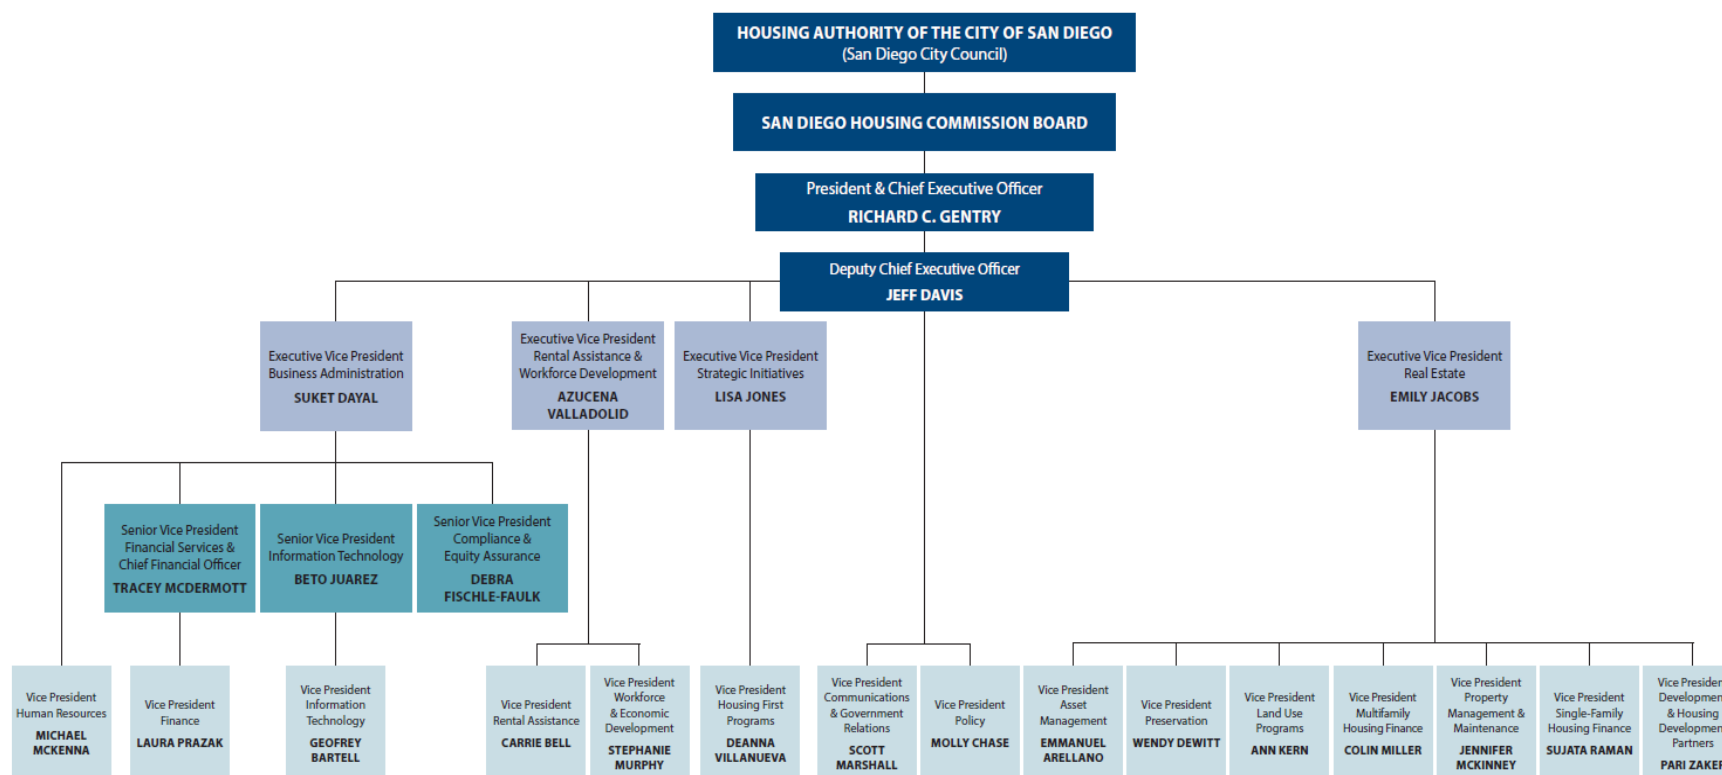 HOUSING AUTHORITY OF THE CITY OF SAN DIEGO
(San Diego City Council)
SAN DIEGO HOUSING COMMISSION BOARD
President & Chief Executive Officer
RICHARD C. GENTRY
Deputy Chief Executive Officer
JEFF DAVIS
Executive Vice President
Business Administration
SUKET DAYAL
Executive Vice President
Rental Assistance &
Workforce Development
AZUCENA
VALLADOLID
Executive Vice President
Strategic Initiatives
LISA JONES
Executive Vice President
Real Estate
EMILY JACOBS
Senior Vice President
Financial Services &
Chief Financial Officer
TRACEY MCDERMOTT
Senior Vice President
Information Technology
BETO JUAREZ
Senior Vice President
Compliance &
Equity Assurance
DEBRA
FISCHLE-FAULK
Vice President
Human Resources
MICHAEL
MCKENNA
Vice President
Finance
LAURA PRAZAK
Vice President
Information
Technology
GEOFREY
BARTELL
Vice President
Rental Assistance
CARRIE BELL
Vice President
Workforce
& Economic
Development
STEPHANIE
MURPHY
Vice President
Housing First
Programs
DEANNA
VILLANUEVA
Vice President
Communications
& Government
Relations
SCOTT
MARSHALL
Vice President
Policy
MOLLY CHASE
Vice President
Asset
Management
EMMANUEL
ARELLANO
Vice President
Preservation
WENDY DEWITT
Vice President
Land Use
Programs
ANN KERN
Vice President
Multifamily
Housing Finance
COLIN MILLER
Vice President
Property
Management &
Maintenance
JENNIFER
MCKINNEY
Vice President
Single-Family
Housing Finance
SUJATA RAMAN
Vice President
Development
& Housing
Development
Partners
PARI ZAKER